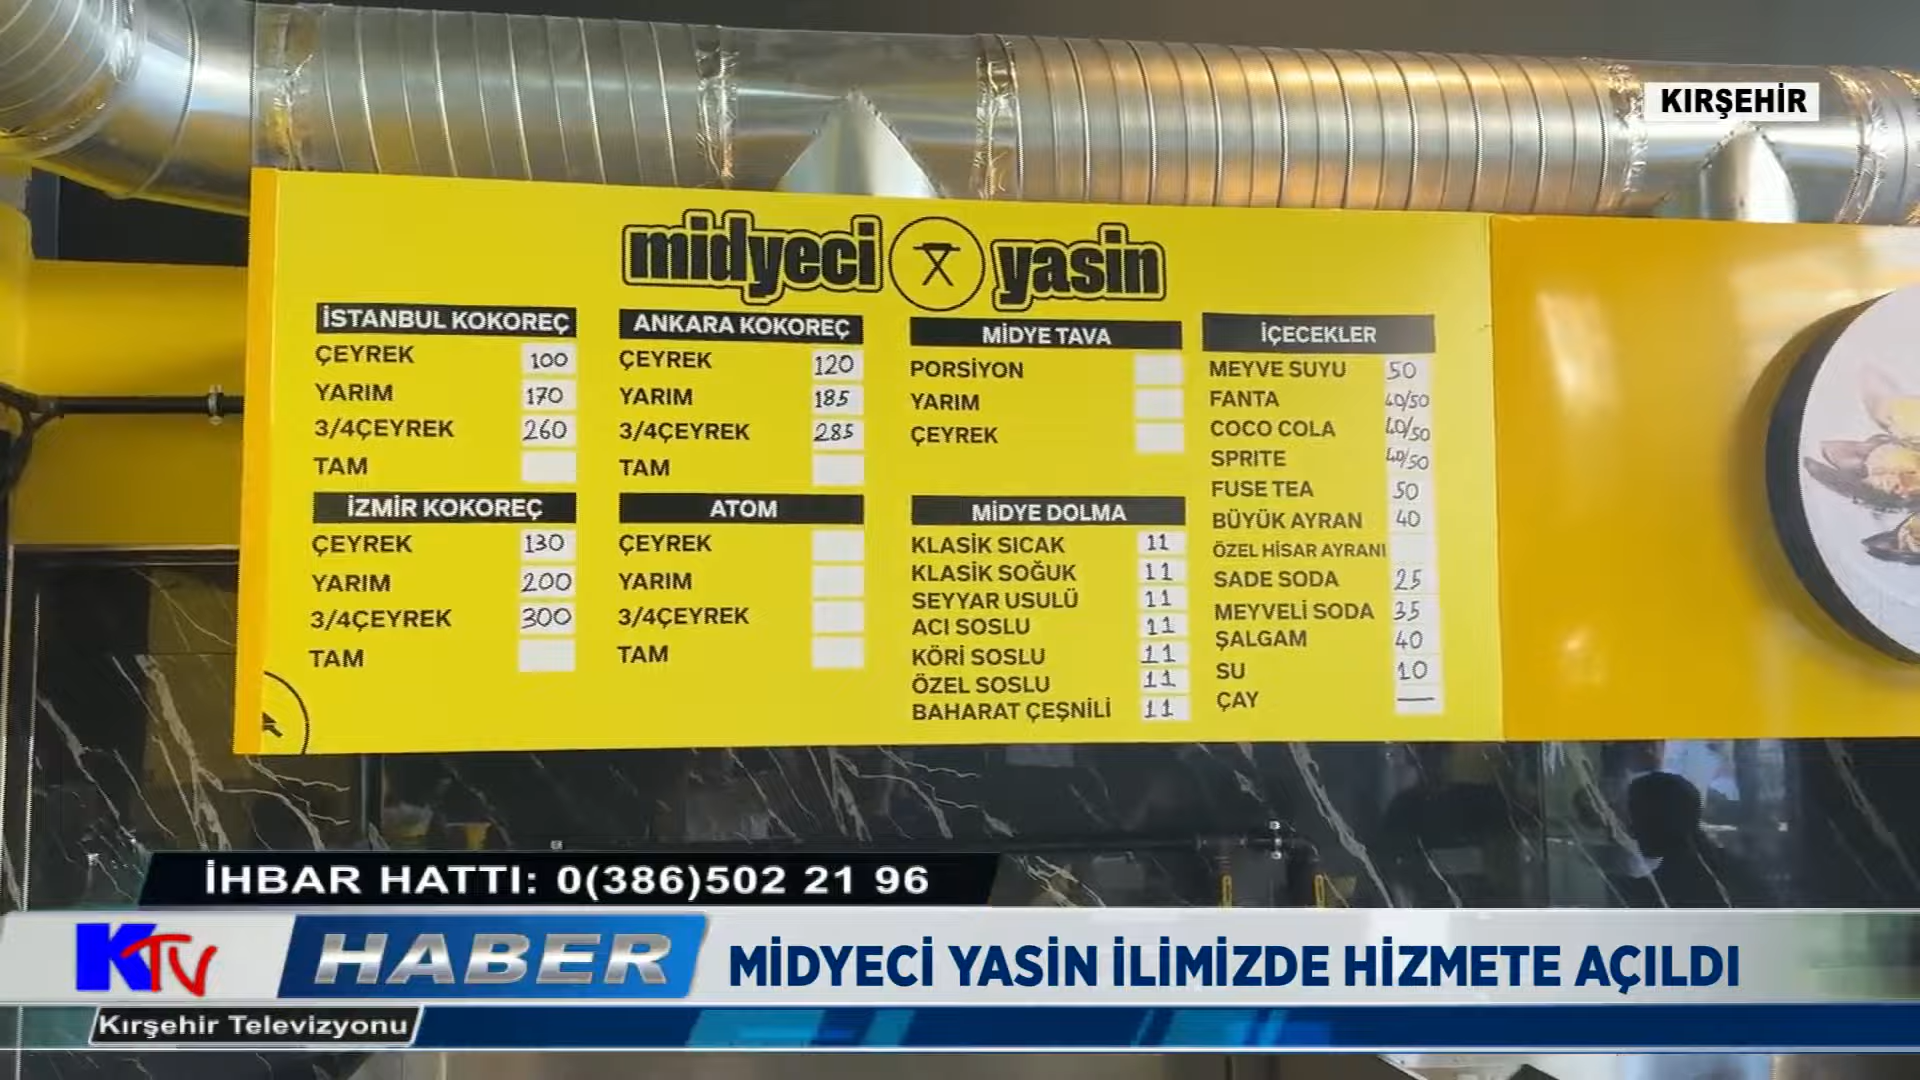 KIRŞEHİR
midyeci yasin
İSTANBUL KOKOREÇ
ÇEYREK 100
YARIM 170
3/4ÇEYREK 260
TAM
İZMİR KOKOREÇ
ÇEYREK 130
YARIM 200
3/4ÇEYREK 300
TAM
ANKARA KOKOREÇ
ÇEYREK 120
YARIM 185
3/4ÇEYREK 285
TAM
ATOM
ÇEYREK
YARIM
3/4ÇEYREK
TAM
MİDYE TAVA
PORSİYON
YARIM
ÇEYREK
MİDYE DOLMA
KLASİK SICAK 11
KLASİK SOĞUK 11
SEYYAR USULÜ 11
ACI SOSLU 11
KÖRİ SOSLU 11
ÖZEL SOSLU 11
BAHARAT ÇEŞNİLİ 11
İÇECEKLER
MEYVE SUYU 50
FANTA 40/50
COCO COLA 40/50
SPRITE 40/50
FUSE TEA 50
BÜYÜK AYRAN 40
ÖZEL HİSAR AYRANI
SADE SODA 25
MEYVELİ SODA 35
ŞALGAM 40
SU 10
ÇAY —
İHBAR HATTI: 0(386)502 21 96
KTV HABER
MİDYECİ YASİN İLİMİZDE HİZMETE AÇILDI
Kırşehir Televizyonu